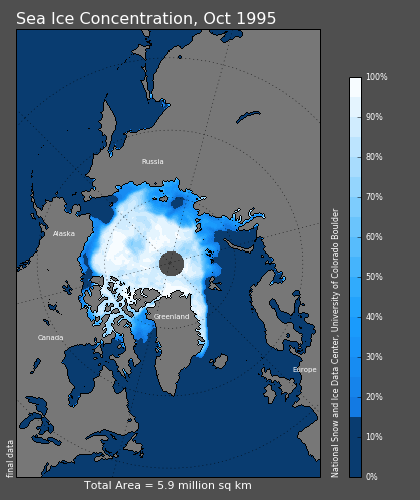 Sea Ice Concentration, Oct 1995
Russia
Alaska
Canada
Greenland
Europe
final data
Total Area = 5.9 million sq km
100%
90%
80%
70%
60%
50%
40%
30%
20%
10%
0%
National Snow and Ice Data Center, University of Colorado Boulder